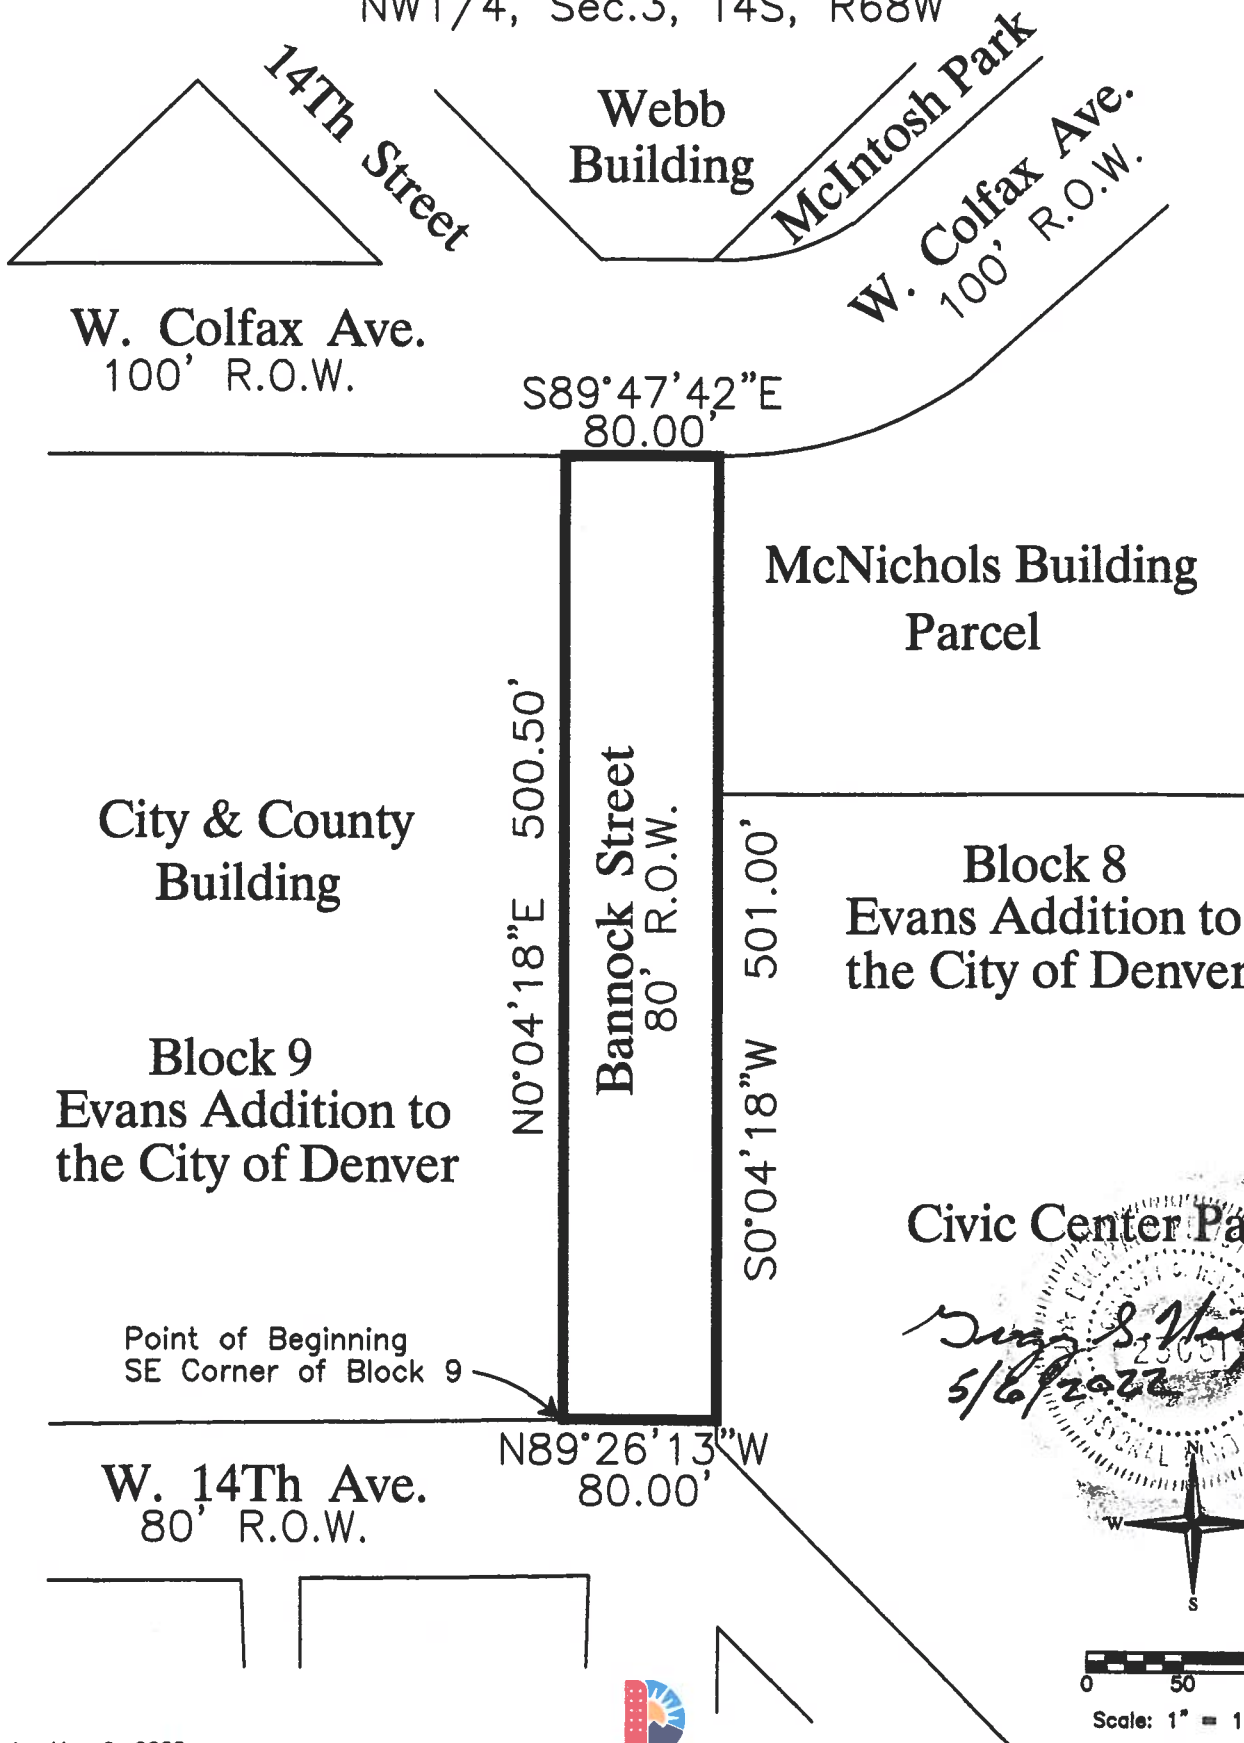 NW1/4, Sec.3, T4S, R68W
14Th Street
Webb
Building
McIntosh Park
W. Colfax Ave.
100' R.O.W.
W. Colfax Ave.
100' R.O.W.
S89°47'42"E
80.00'
McNichols Building
Parcel
N0°04'18"E 500.50'
Bannock Street
80' R.O.W.
S0°04'18"W 501.00'
City & County
Building
Block 8
Evans Addition to
the City of Denver
Block 9
Evans Addition to
the City of Denver
Civic Center
Point of Beginning
SE Corner of Block 9
5/6/2022
N89°26'13"W
80.00'
W. 14Th Ave.
80' R.O.W.
N
W
S
0 50
Scale: 1" = 1